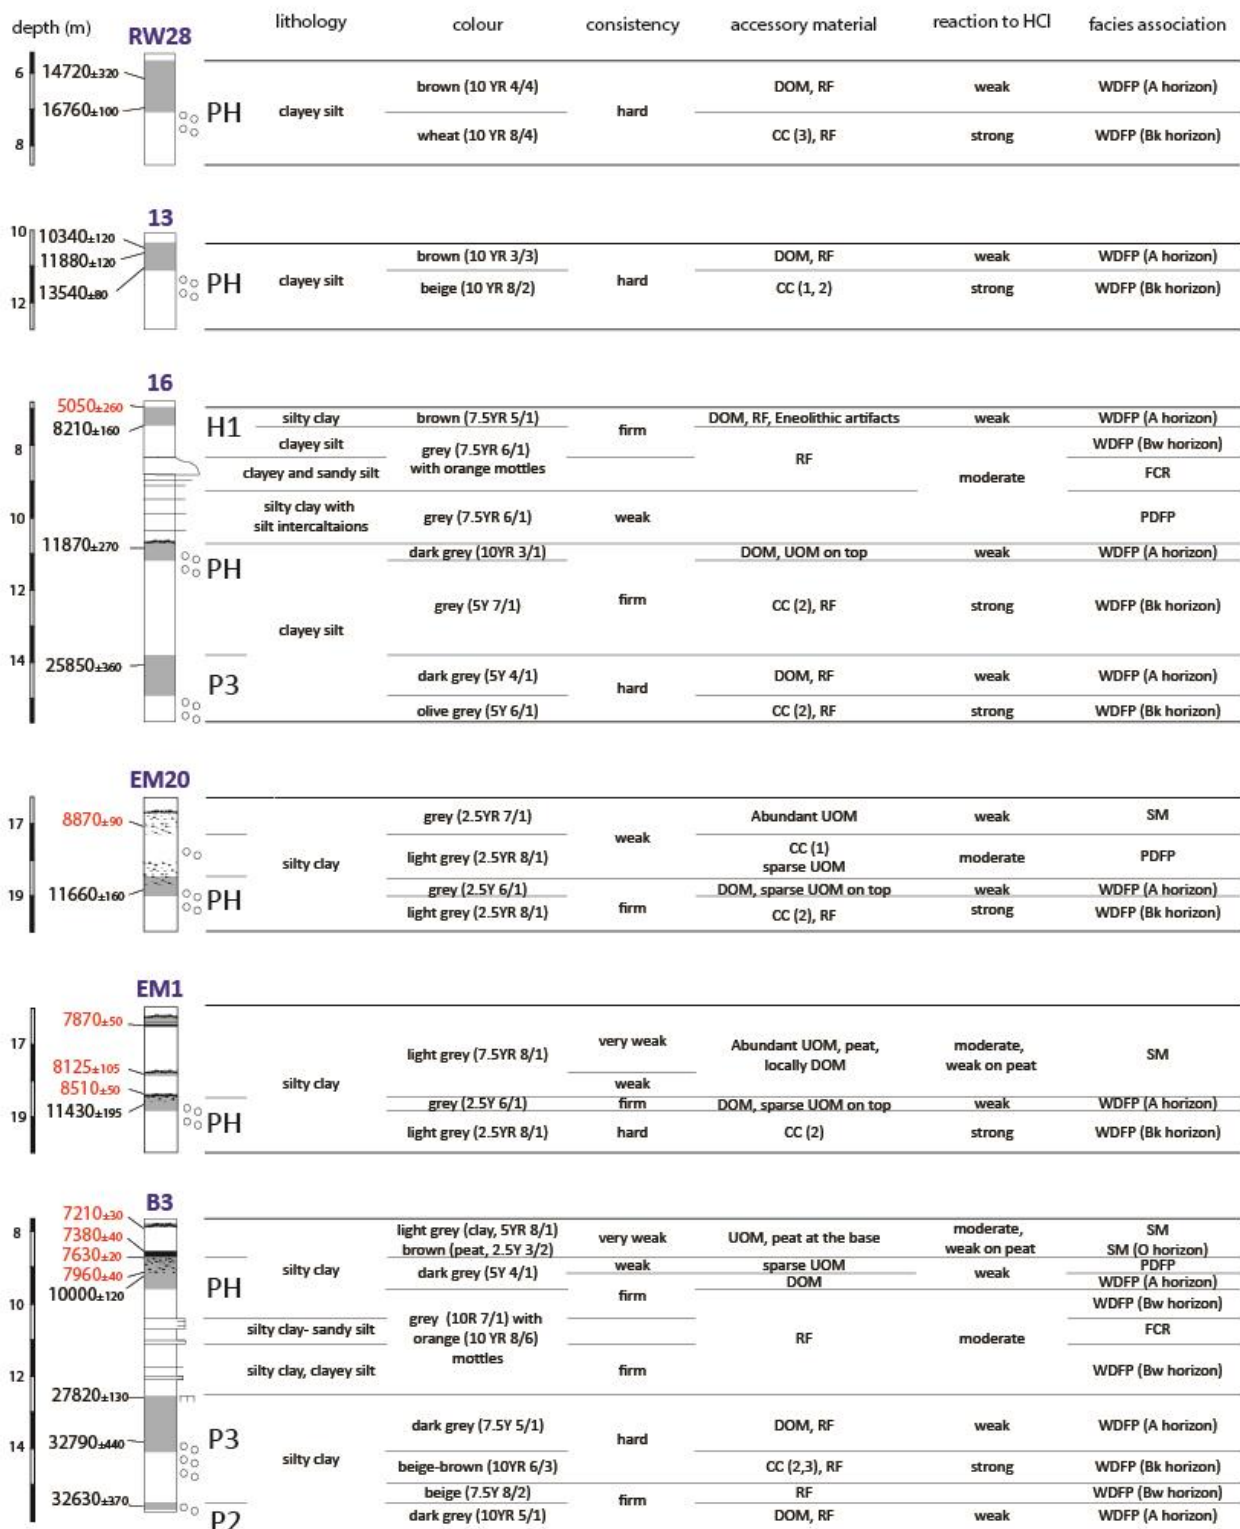 depth (m) lithology colour consistency accessory material reaction to HCl facies association
RW28
6 14720±320 brown (10 YR 4/4) DOM, RF weak WDFP (A horizon)
16760±100 PH clayey silt hard
8 wheat (10 YR 8/4) CC (3), RF strong WDFP (Bk horizon)
13
10 10340±120
11880±120 brown (10 YR 3/3) DOM, RF weak WDFP (A horizon)
13540±80 PH clayey silt beige (10 YR 8/2) hard CC (1, 2) strong WDFP (Bk horizon)
12
16
5050±260 silty clay brown (7.5YR 5/1) DOM, RF, Eneolithic artifacts weak WDFP (A horizon)
8210±160 H1 firm
8 clayey silt grey (7.5YR 6/1) WDFP (Bw horizon)
clayey and sandy silt with orange mottles RF moderate FCR
silty clay with
10 silt intercaltaions grey (7.5YR 6/1) weak PDFP
11870±270 dark grey (10YR 3/1) DOM, UOM on top weak WDFP (A horizon)
PH
12 clayey silt grey (5Y 7/1) firm CC (2), RF strong WDFP (Bk horizon)
14 25850±360 P3 dark grey (5Y 4/1) hard DOM, RF weak WDFP (A horizon)
olive grey (5Y 6/1) CC (2), RF strong WDFP (Bk horizon)
EM20
17 8870±90 grey (2.5YR 7/1) weak Abundant UOM weak SM
silty clay light grey (2.5YR 8/1) CC (1) moderate PDFP
sparse UOM
19 11660±160 PH grey (2.5Y 6/1) DOM, sparse UOM on top weak WDFP (A horizon)
light grey (2.5YR 8/1) firm CC (2), RF strong WDFP (Bk horizon)
EM1
7870±50
17 light grey (7.5YR 8/1) very weak Abundant UOM, peat, moderate, SM
8125±105 silty clay weak locally DOM weak on peat
8510±50
11430±195 grey (2.5Y 6/1) firm DOM, sparse UOM on top weak WDFP (A horizon)
19 PH light grey (2.5YR 8/1) hard CC (2) strong WDFP (Bk horizon)
B3
7210±30
8 7380±40 light grey (clay, 5YR 8/1) very weak UOM, peat at the base moderate, SM
7630±20 brown (peat, 2.5Y 3/2) weak on peat SM (O horizon)
7960±40 silty clay dark grey (5Y 4/1) weak sparse UOM weak PDFP
10000±120 PH DOM WDFP (A horizon)
10 firm WDFP (Bw horizon)
silty clay- sandy silt grey (10R 7/1) with FCR
orange (10 YR 8/6) RF moderate
12 silty clay, clayey silt mottles firm WDFP (Bw horizon)
27820±130
14 32790±440 P3 dark grey (7.5Y 5/1) hard DOM, RF weak WDFP (A horizon)
silty clay beige-brown (10YR 6/3) CC (2,3), RF strong WDFP (Bk horizon)
32630±370 beige (7.5Y 8/2) firm RF WDFP (Bw horizon)
P2 dark grey (10YR 5/1) DOM, RF weak WDFP (A horizon)